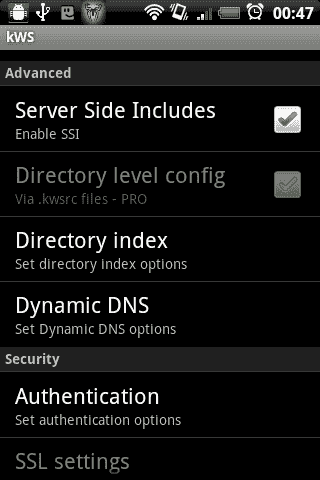 00:47
kWS
Advanced
Server Side Includes
Enable SSI
Directory level config
Via .kwsrc files - PRO
Directory index
Set directory index options
Dynamic DNS
Set Dynamic DNS options
Security
Authentication
Set authentication options
SSL settings